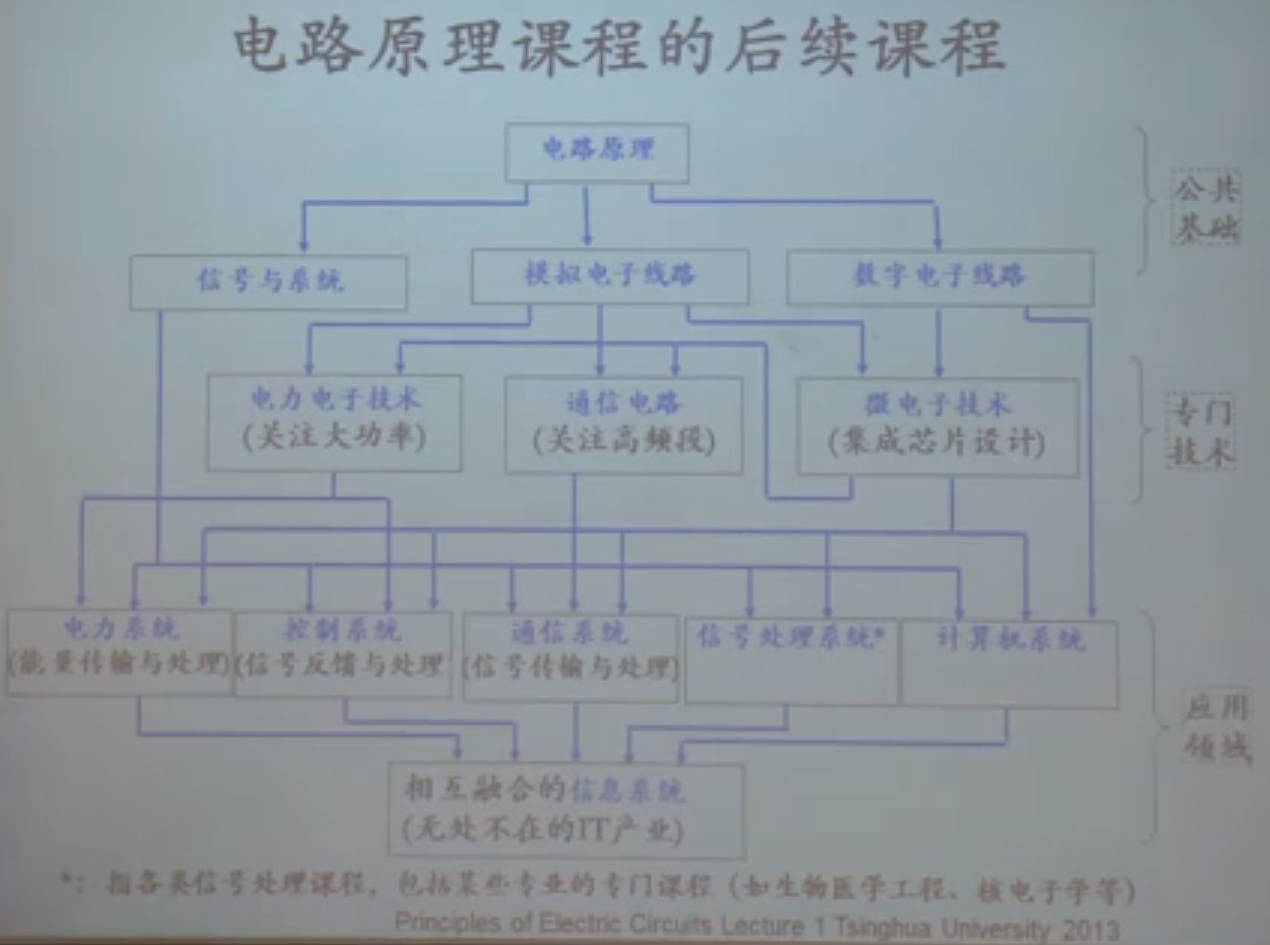 电路原理课程的后续课程
电路原理
公共
基础
信号与系统
模拟电子线路
数字电子线路
电力电子技术
(关注大功率)
通信电路
(关注高频段)
微电子技术
(集成芯片设计)
专门
技术
电力系统
(能量传输与处理)
控制系统
(信号反馈与处理
通信系统
(信号传输与处理)
信号处理系统*
计算机系统
应用
领域
相互融合的信息系统
(无处不在的IT产业)
*：指各类信号处理课程，包括某些专业的专门课程（如生物医学工程、核电子学等）
Principles of Electric Circuits Lecture 1 Tsinghua University 2013